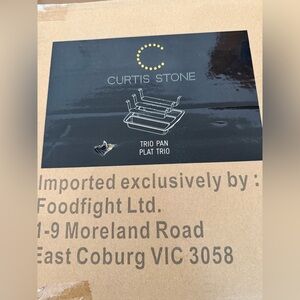 CURTIS STONE
TRIO PAN
PLAT TRIO
Imported exclusively by :
Foodfight Ltd.
1-9 Moreland Road
East Coburg VIC 3058